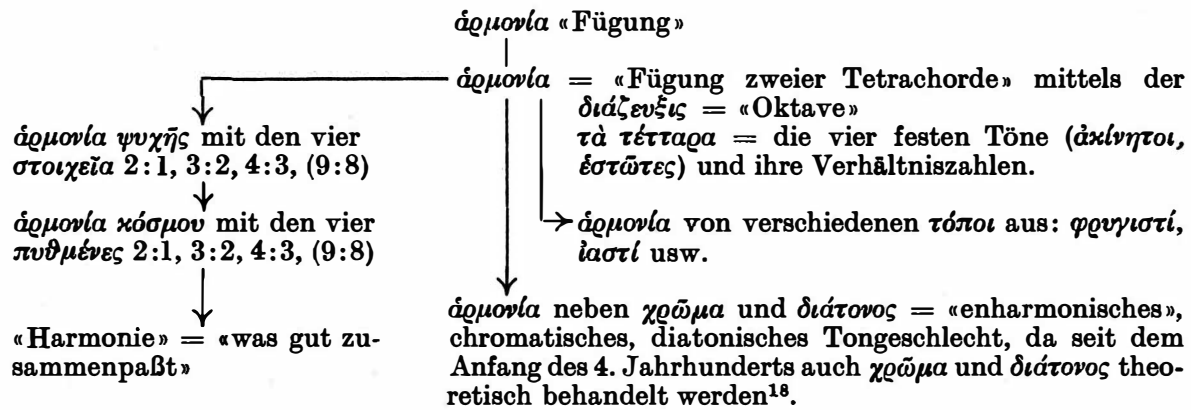 ἁρμονία «Fügung»
ἁρμονία = «Fügung zweier Tetrachorde» mittels der
διάζευξις = «Oktave»
τὰ τέτταρα = die vier festen Töne (ἀκίνητοι,
ἑστῶτες) und ihre Verhältniszahlen.
ἁρμονία ψυχῆς mit den vier
στοιχεῖα 2:1, 3:2, 4:3, (9:8)
ἁρμονία κόσμου mit den vier
πυθμένες 2:1, 3:2, 4:3, (9:8)
«Harmonie» = «was gut zu-
sammenpaßt»
ἁρμονία von verschiedenen τόποι aus: φρυγιστί,
ἰαστί usw.
ἁρμονία neben χρῶμα und διάτονος = «enharmonisches»,
chromatisches, diatonisches Tongeschlecht, da seit dem
Anfang des 4. Jahrhunderts auch χρῶμα und διάτονος theo-
retisch behandelt werden¹⁸.